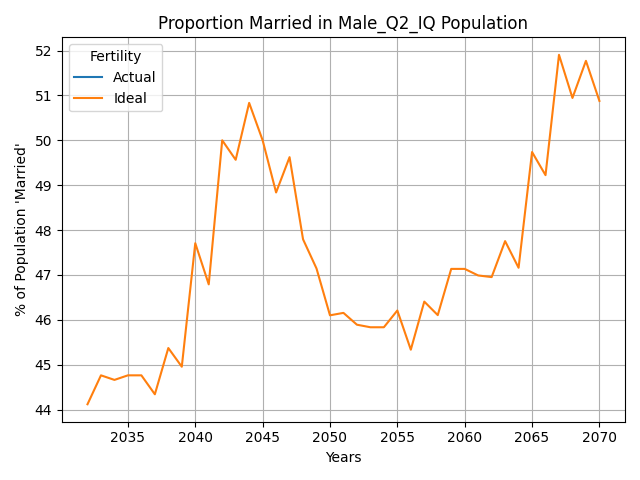 Proportion Married in Male_Q2_IQ Population
Fertility
Actual
Ideal
% of Population 'Married'
52
51
50
49
48
47
46
45
44
2035 2040 2045 2050 2055 2060 2065 2070
Years